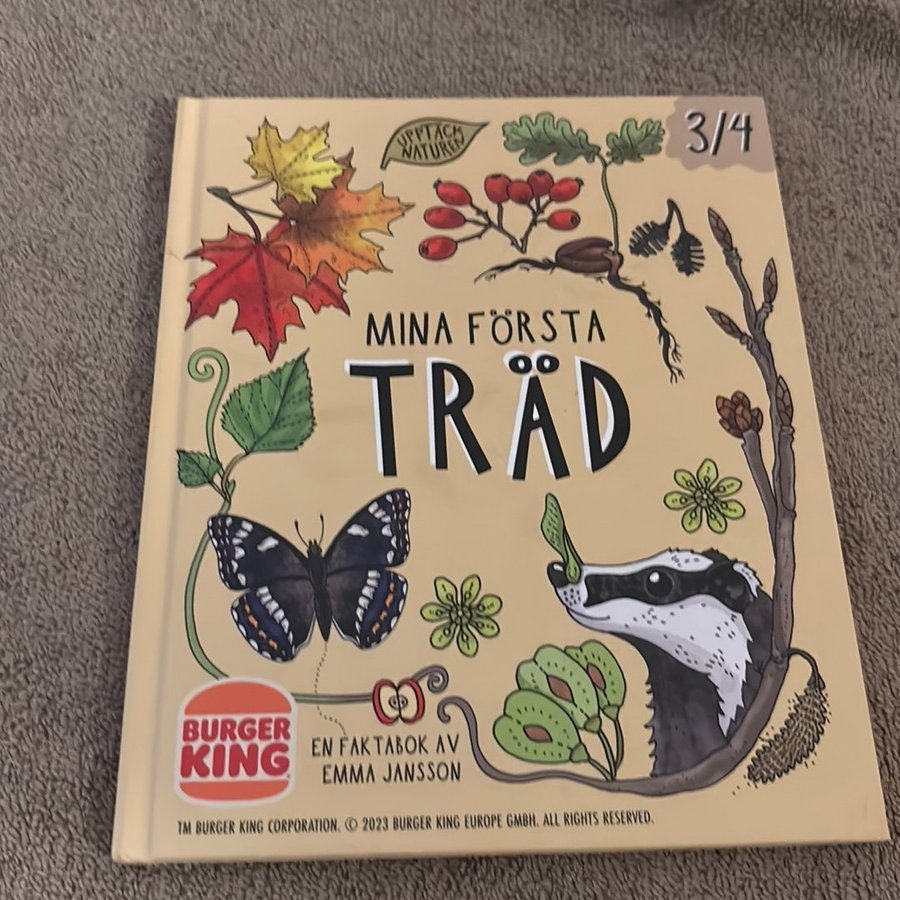 UPPTÄCK
NATUREN
3/4
MINA FÖRSTA
TRÄD
BURGER
KING
EN FAKTABOK AV
EMMA JANSSON
TM BURGER KING CORPORATION. © 2023 BURGER KING EUROPE GMBH. ALL RIGHTS RESERVED.